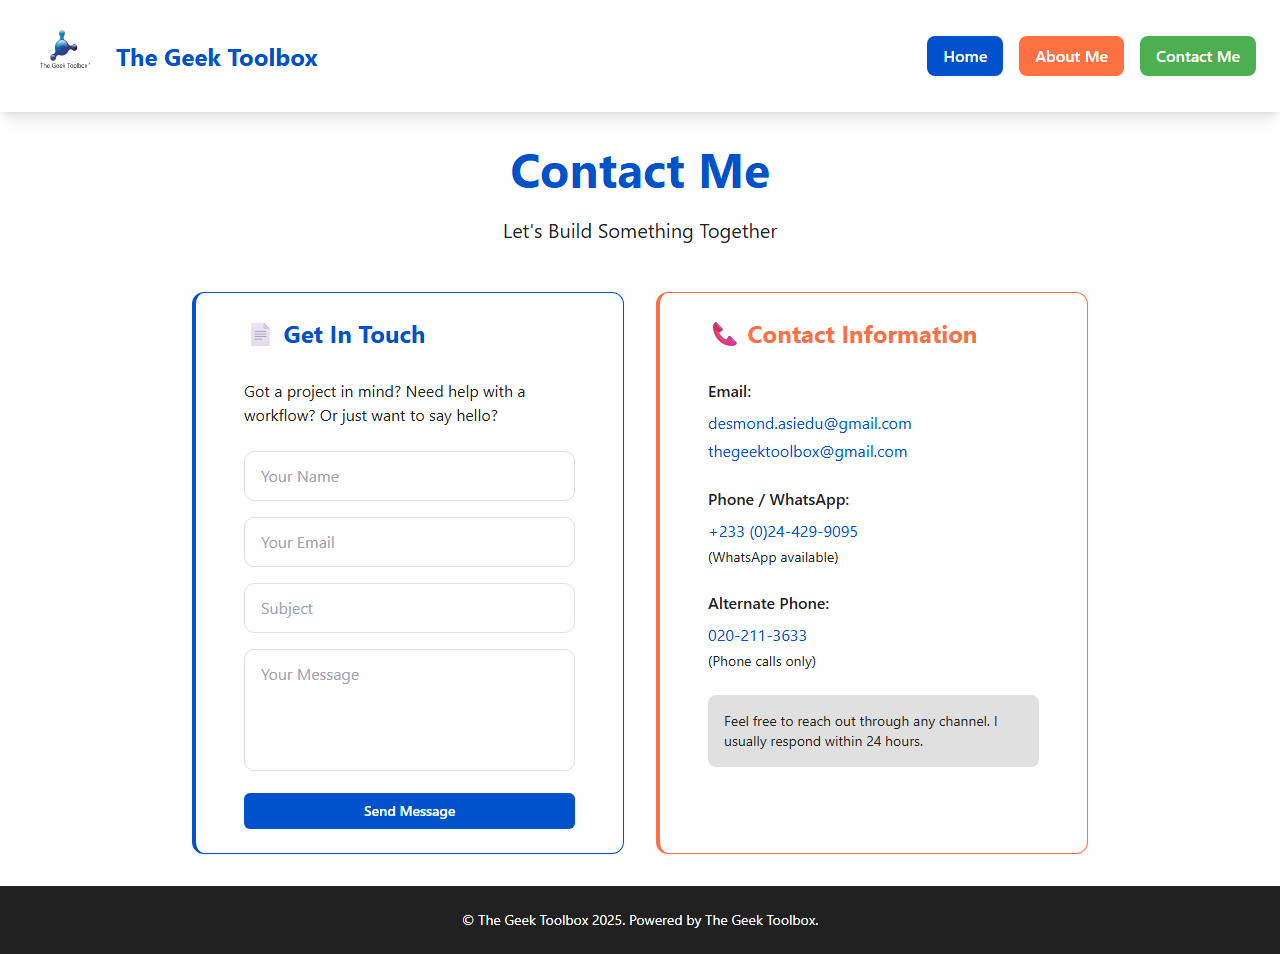 The Geek Toolbox
The Geek Toolbox
Home
About Me
Contact Me
Contact Me
Let's Build Something Together
Get In Touch
Got a project in mind? Need help with a
workflow? Or just want to say hello?
Your Name
Your Email
Subject
Your Message
Send Message
Contact Information
Email:
desmond.asiedu@gmail.com
thegeektoolbox@gmail.com
Phone / WhatsApp:
+233 (0)24-429-9095
(WhatsApp available)
Alternate Phone:
020-211-3633
(Phone calls only)
Feel free to reach out through any channel. I
usually respond within 24 hours.
© The Geek Toolbox 2025. Powered by The Geek Toolbox.